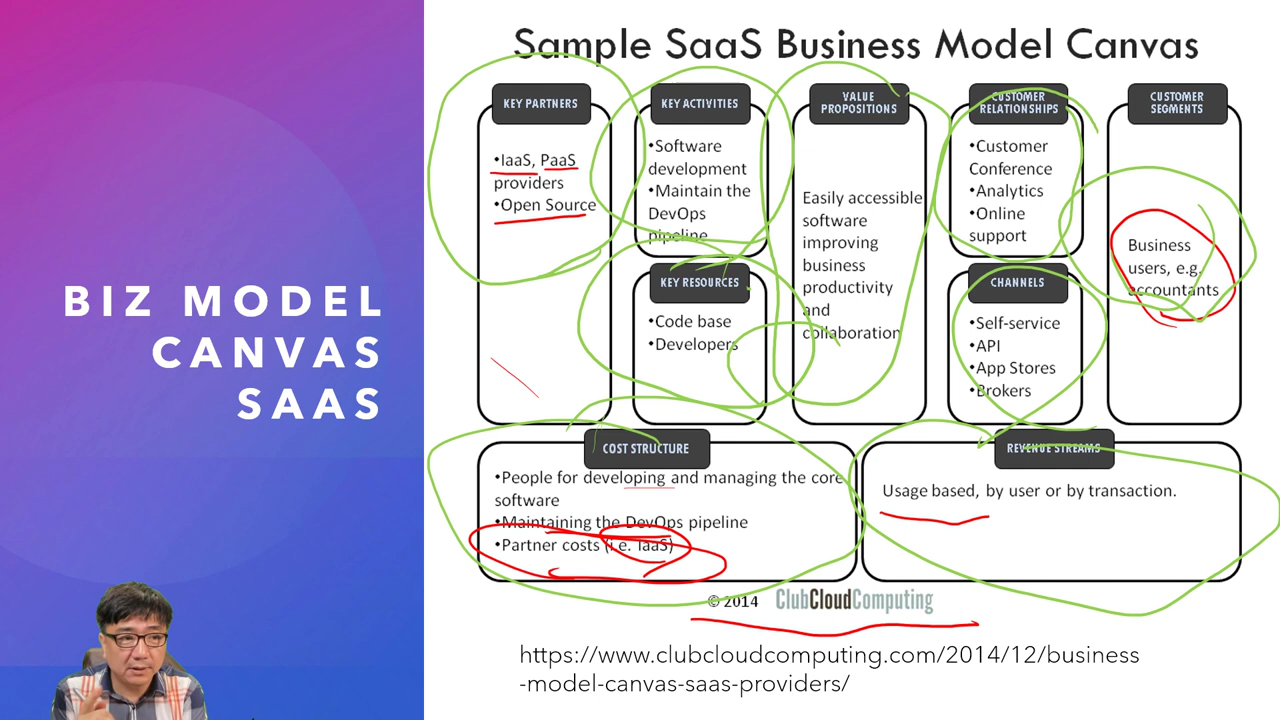 BIZ MODEL
CANVAS
SAAS
Sample SaaS Business Model Canvas
KEY PARTNERS
•IaaS, PaaS
providers
•Open Source
KEY ACTIVITIES
•Software
development
•Maintain the
DevOps
pipeline
KEY RESOURCES
•Code base
•Developers
VALUE
PROPOSITIONS
Easily accessible
software
improving
business
productivity
and
collaboration
CUSTOMER
RELATIONSHIPS
•Customer
Conference
•Analytics
•Online
support
CHANNELS
•Self-service
•API
•App Stores
•Brokers
CUSTOMER
SEGMENTS
Business
users, e.g.
accountants
COST STRUCTURE
•People for developing and managing the core
software
•Maintaining the DevOps pipeline
•Partner costs (i.e. IaaS)
REVENUE STREAMS
Usage based, by user or by transaction.
© 2014 ClubCloudComputing
https://www.clubcloudcomputing.com/2014/12/business
-model-canvas-saas-providers/